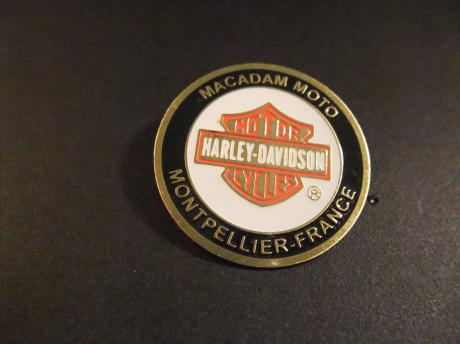 MACADAM MOTO
MOTOR
HARLEY-DAVIDSON
CYCLES
®
MONTPELLIER-FRANCE